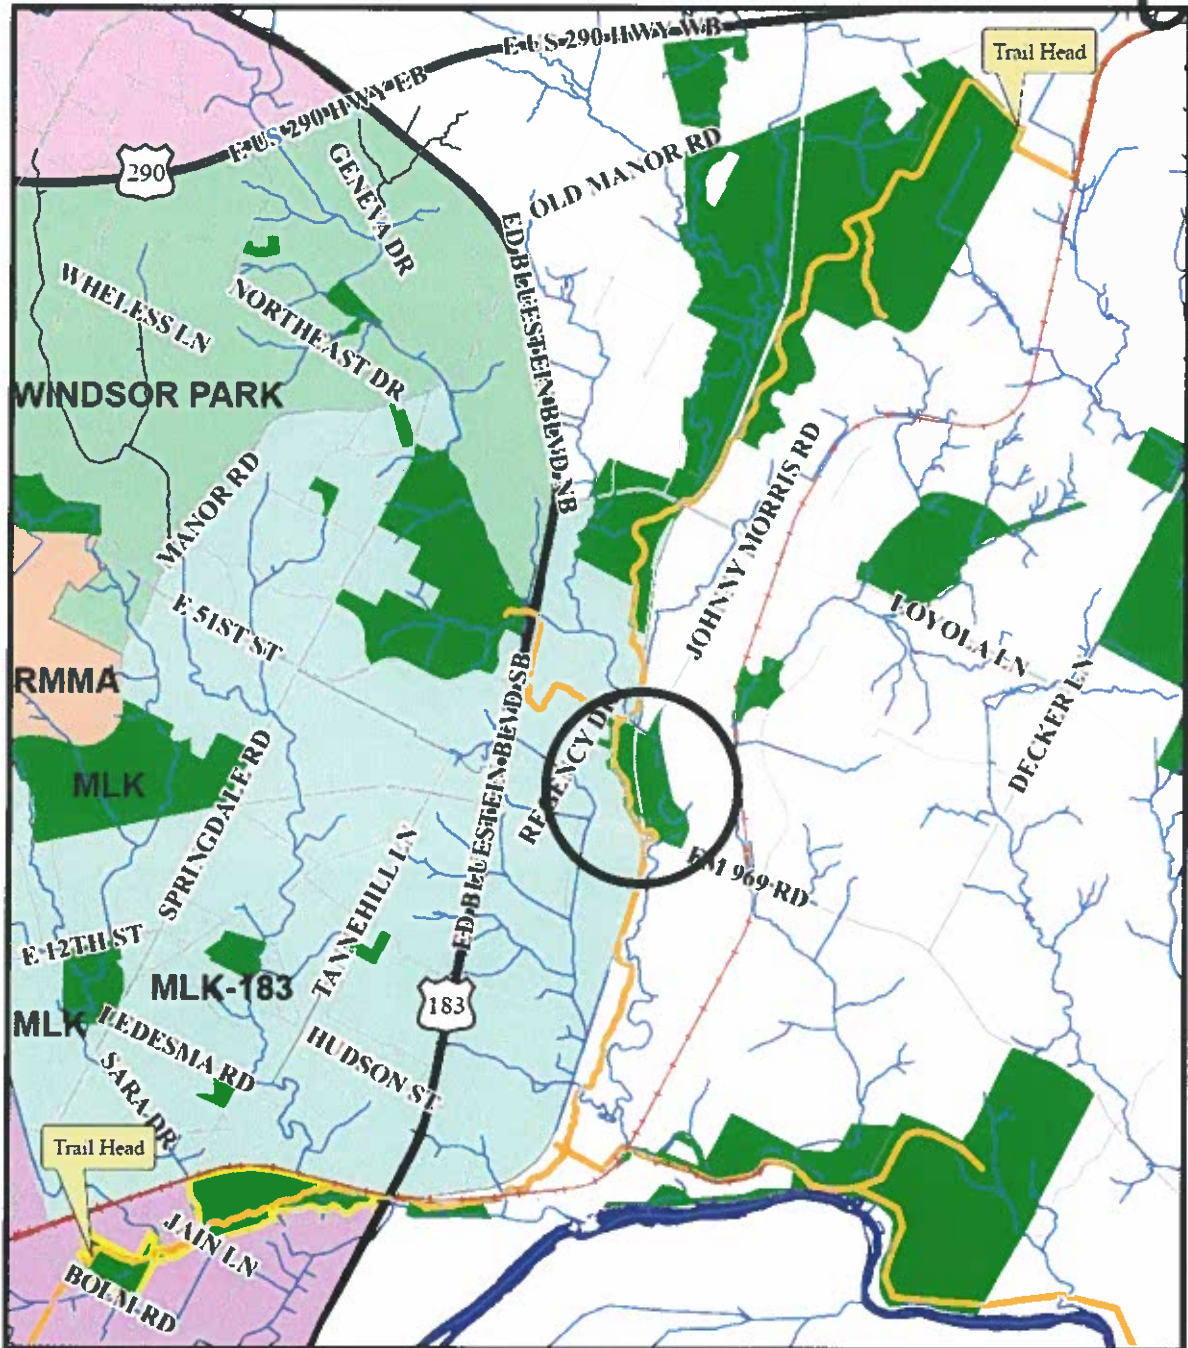 E US 290 HWY WB
Trail Head
E US 290 HWY EB
290
OLD MANOR RD
GENEVA DR
ED BLUESTEIN BLVD NB
WHELESS LN
NORTHEAST DR
WINDSOR PARK
MANOR RD
JOHNNY MORRIS RD
E 51ST ST
LOYOLA LN
RMMA
ED BLUESTEIN BLVD SB
REGENCY DR
DECKER LN
MLK
SPRINGDALE RD
TANNEHILL LN
FM 969 RD
E 12TH ST
MLK-183
183
MLK
LEDESMA RD
HUDSON ST
SARA DR
Trail Head
JAIN LN
BOLM RD